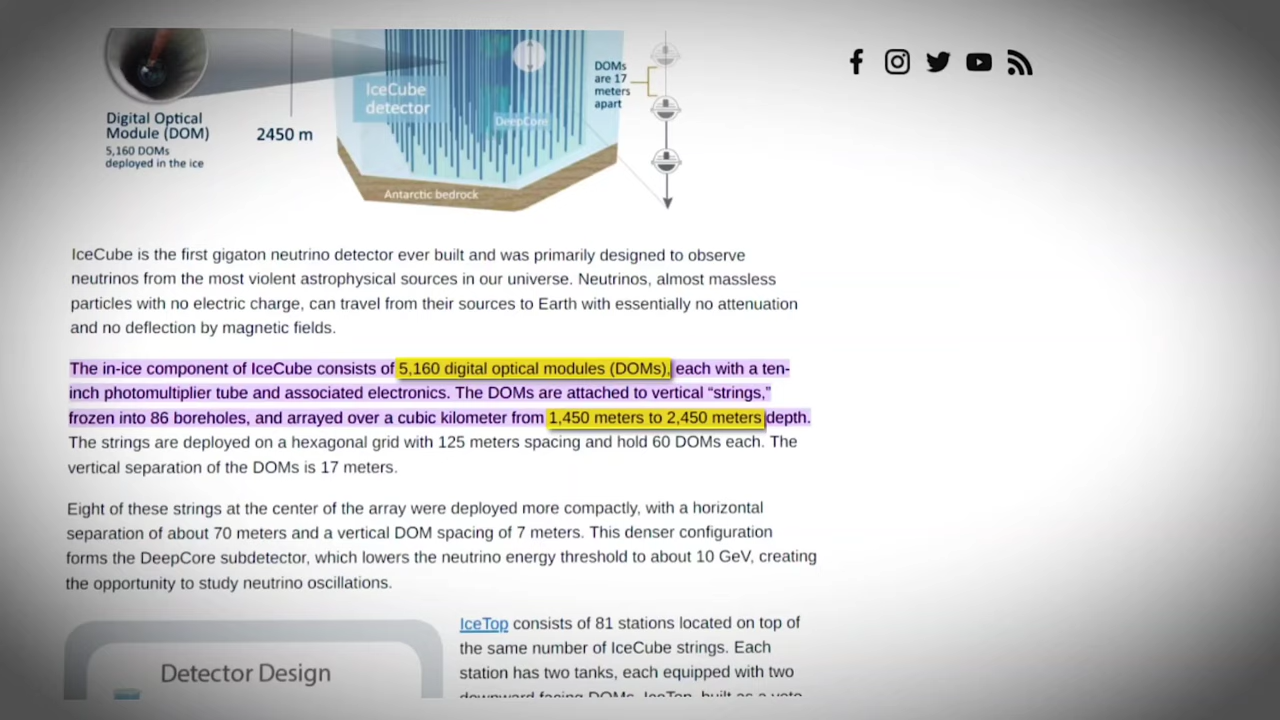 DOMs
are 17
meters
apart
IceCube
detector
DeepCore
Digital Optical
Module (DOM)
5,160 DOMs
deployed in the ice
2450 m
Antarctic bedrock
IceCube is the first gigaton neutrino detector ever built and was primarily designed to observe
neutrinos from the most violent astrophysical sources in our universe. Neutrinos, almost massless
particles with no electric charge, can travel from their sources to Earth with essentially no attenuation
and no deflection by magnetic fields.
The in-ice component of IceCube consists of 5,160 digital optical modules (DOMs), each with a ten-
inch photomultiplier tube and associated electronics. The DOMs are attached to vertical “strings,”
frozen into 86 boreholes, and arrayed over a cubic kilometer from 1,450 meters to 2,450 meters depth.
The strings are deployed on a hexagonal grid with 125 meters spacing and hold 60 DOMs each. The
vertical separation of the DOMs is 17 meters.
Eight of these strings at the center of the array were deployed more compactly, with a horizontal
separation of about 70 meters and a vertical DOM spacing of 7 meters. This denser configuration
forms the DeepCore subdetector, which lowers the neutrino energy threshold to about 10 GeV, creating
the opportunity to study neutrino oscillations.
IceTop consists of 81 stations located on top of
the same number of IceCube strings. Each
station has two tanks, each equipped with two
downward facing DOMs. IceTop, built as a veto
Detector Design